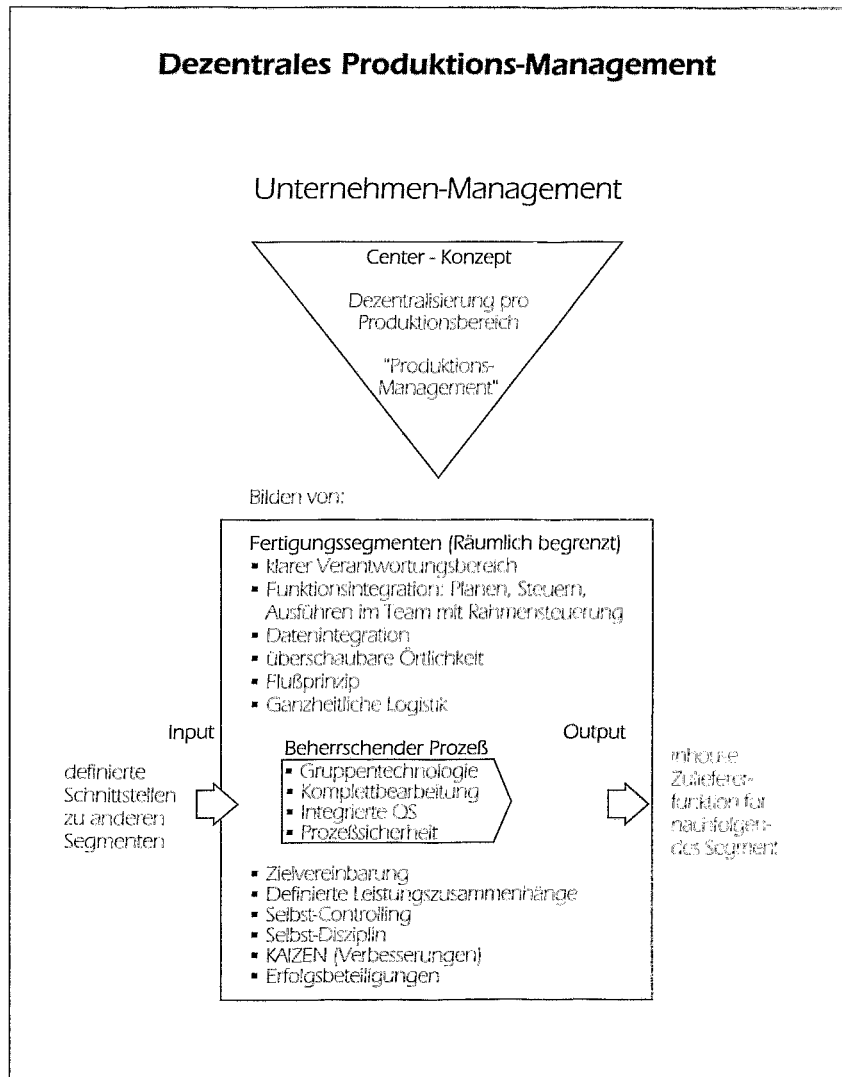 Dezentrales Produktions-Management
Unternehmen-Management
Center - Konzept
Dezentralisierung pro
Produktionsbereich
"Produktions-
Management"
Bilden von:
Fertigungssegmenten (Räumlich begrenzt)
▪ klarer Verantwortungsbereich
▪ Funktionsintegration: Planen, Steuern,
Ausführen im Team mit Rahmensteuerung
▪ Datenintegration
▪ überschaubare Örtlichkeit
▪ Flußprinzip
▪ Ganzheitliche Logistik
Input
definierte
Schnittstellen
zu anderen
Segmenten
Beherrschender Prozeß
▪ Gruppentechnologie
▪ Komplettbearbeitung
▪ Integrierte QS
▪ Prozeßsicherheit
Output
inhouse
Zulieferer-
funktion für
nachfolgen-
des Segment
▪ Zielvereinbarung
▪ Definierte Leistungszusammenhänge
▪ Selbst-Controlling
▪ Selbst-Disziplin
▪ KAIZEN (Verbesserungen)
▪ Erfolgsbeteiligungen